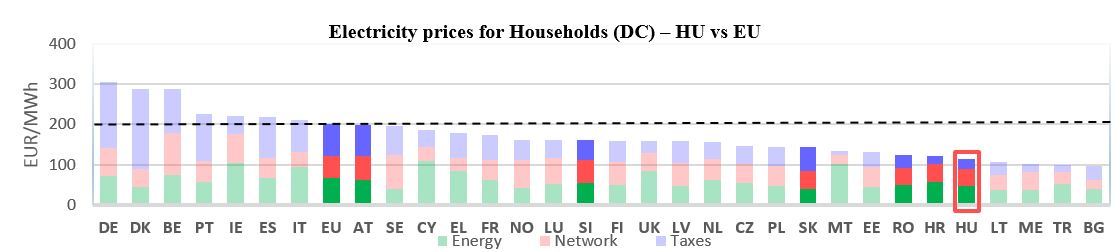 Electricity prices for Households (DC) – HU vs EU
EUR/MWh
400
300
200
100
0
DE DK BE PT IE ES IT EU AT SE CY EL FR NO LU SI FI UK LV NL CZ PL SK MT EE RO HR HU LT ME TR BG
Energy Network Taxes